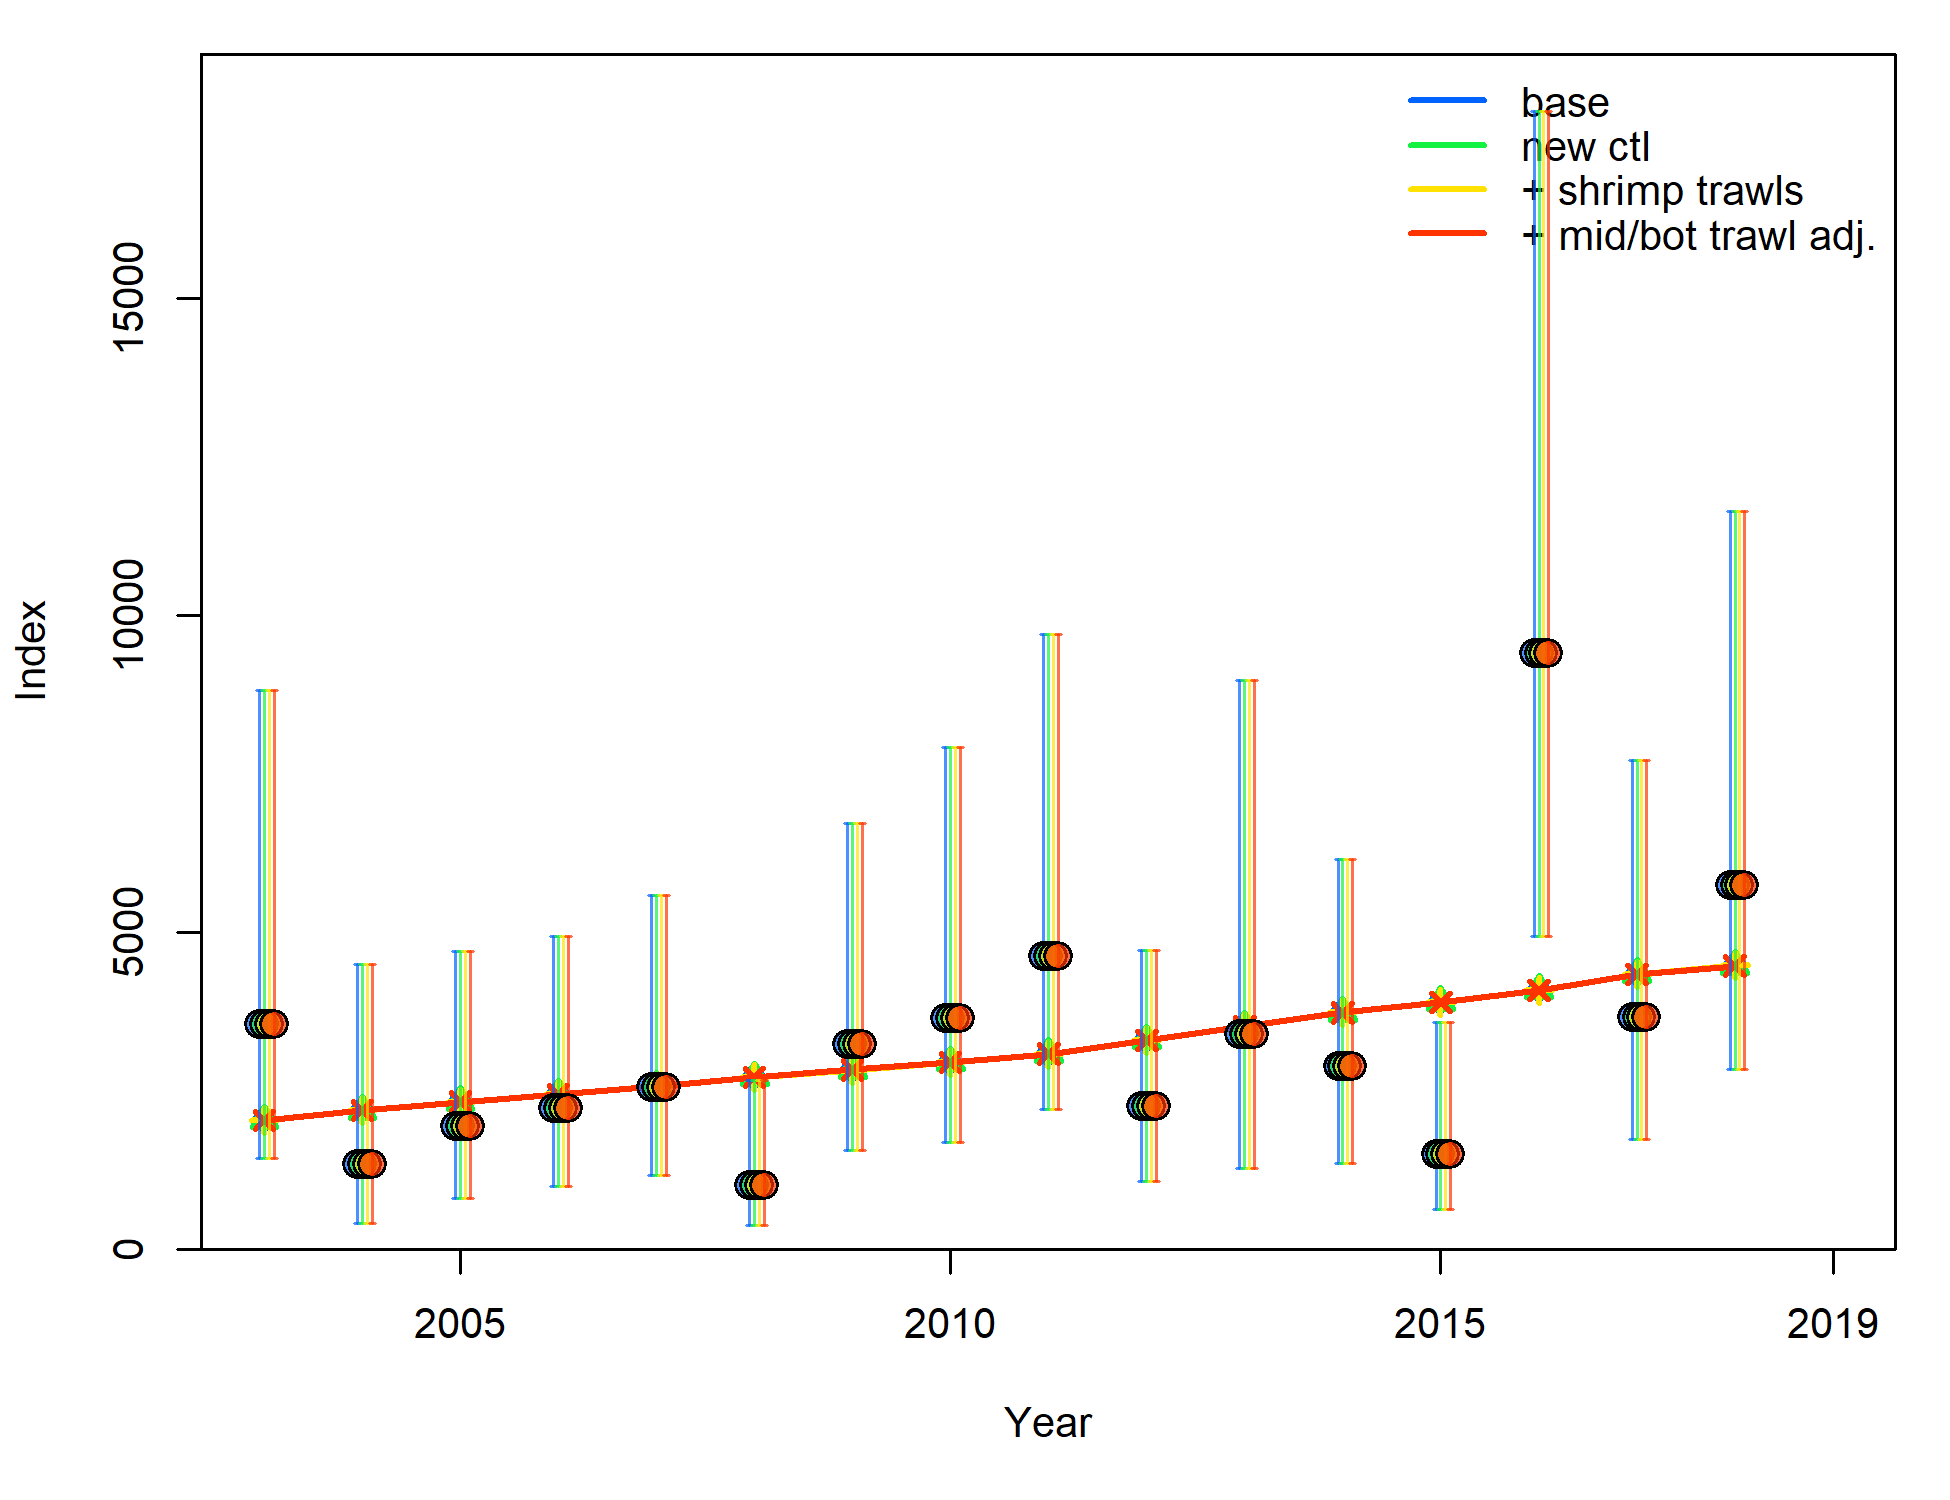 base
new ctl
+ shrimp trawls
+ mid/bot trawl adj.
15000
10000
5000
0
Index
2005 2010 2015 2019
Year